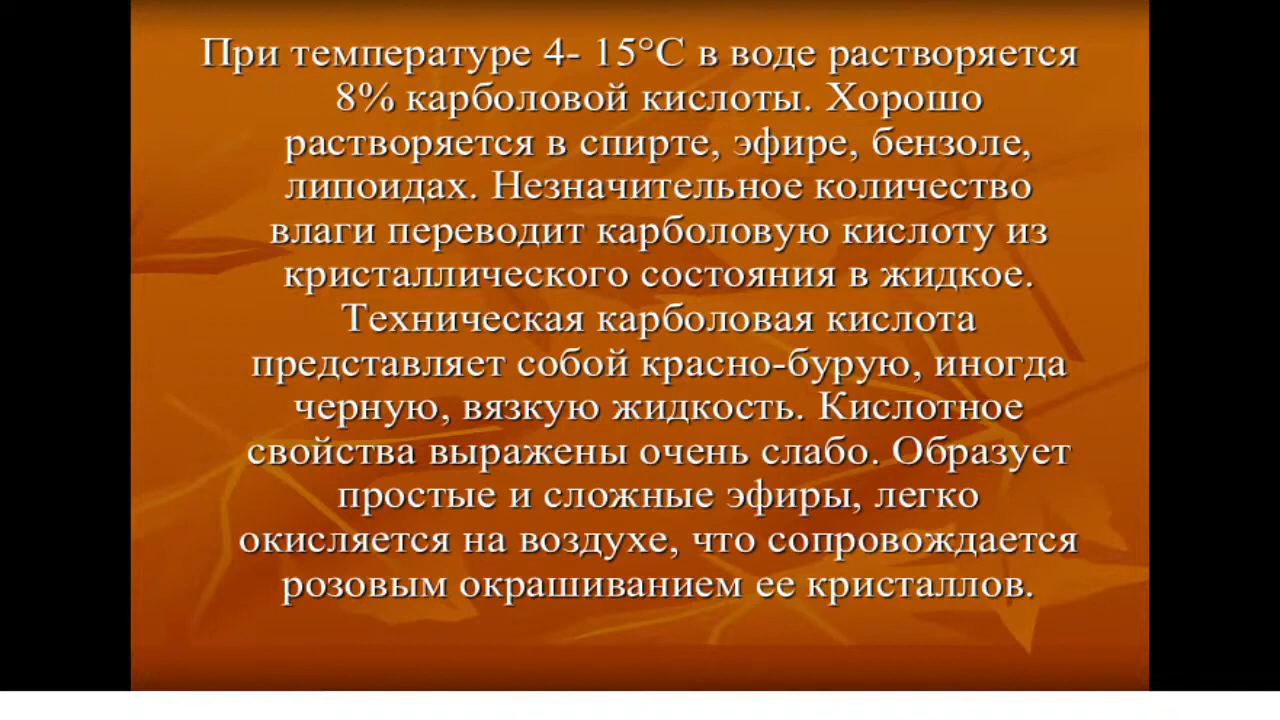 При температуре 4- 15°С в воде растворяется
8% карболовой кислоты. Хорошо
растворяется в спирте, эфире, бензоле,
липоидах. Незначительное количество
влаги переводит карболовую кислоту из
кристаллического состояния в жидкое.
Техническая карболовая кислота
представляет собой красно-бурую, иногда
черную, вязкую жидкость. Кислотное
свойства выражены очень слабо. Образует
простые и сложные эфиры, легко
окисляется на воздухе, что сопровождается
розовым окрашиванием ее кристаллов.